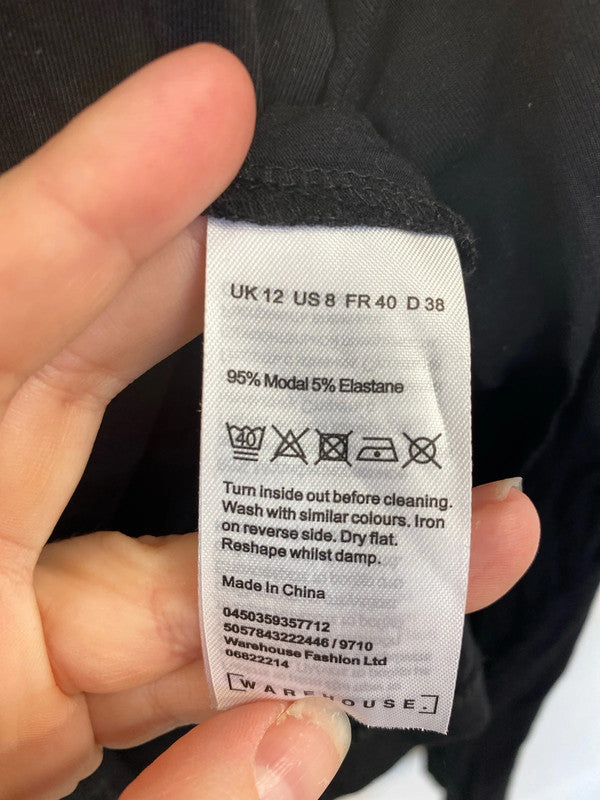 UK 12 US 8 FR 40 D 38
95% Modal 5% Elastane
40
Turn inside out before cleaning.
Wash with similar colours. Iron
on reverse side. Dry flat.
Reshape whilst damp.
Made In China
0450359357712
5057843222446 / 9710
Warehouse Fashion Ltd
06822214
WAREHOUSE.